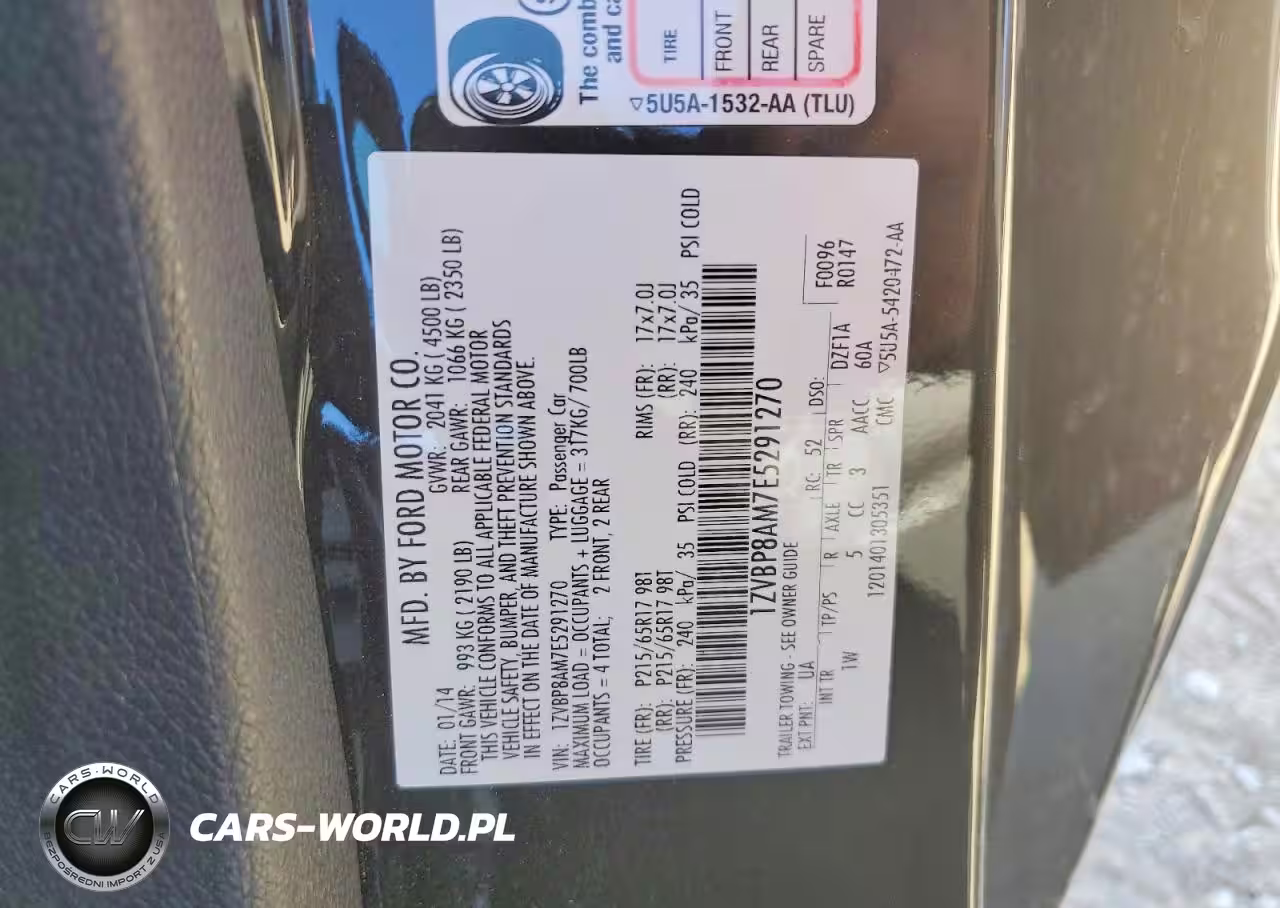 The comb
and ca
TIRE
FRONT
REAR
SPARE
▽5U5A-1532-AA (TLU)
MFD. BY FORD MOTOR CO.
DATE: 01/14 GVWR: 2041 KG ( 4500 LB)
FRONT GAWR: 993 KG ( 2190 LB) REAR GAWR: 1066 KG ( 2350 LB)
THIS VEHICLE CONFORMS TO ALL APPLICABLE FEDERAL MOTOR
VEHICLE SAFETY, BUMPER, AND THEFT PREVENTION STANDARDS
IN EFFECT ON THE DATE OF MANUFACTURE SHOWN ABOVE.
VIN: 1ZVBP8AM7E5291270 TYPE: Passenger Car
MAXIMUM LOAD = OCCUPANTS + LUGGAGE = 317KG/ 700LB
OCCUPANTS = 4 TOTAL; 2 FRONT, 2 REAR
TIRE (FR): P215/65R17 98T RIMS (FR): 17x7.0J
(RR): P215/65R17 98T (RR): 17x7.0J
PRESSURE (FR): 240 kPa/ 35 PSI COLD (RR): 240 kPa/ 35 PSI COLD
1ZVBP8AM7E5291270
TRAILER TOWING - SEE OWNER GUIDE F0096
EXT PNT: UA RC: 52 DSO: R0147
INT TR TP/PS R AXLE TR SPR DZF1A
TW 5 CC 3 AACC 60A
1201401305351 CMC ▽5U5A-5420472-AA
CARS-WORLD
CW
BEZPOŚREDNI IMPORT Z USA
CARS-WORLD.PL